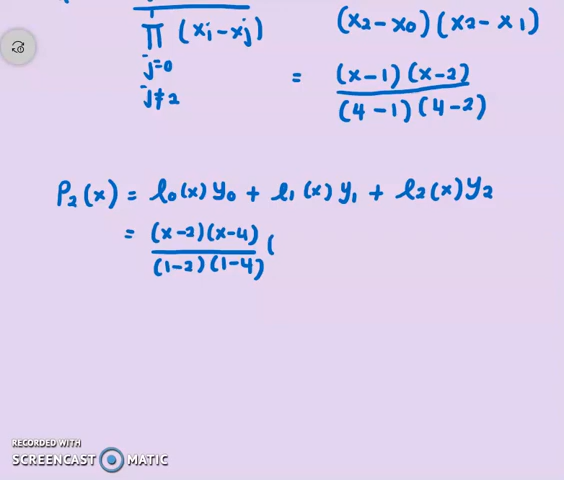 ∏ (xi − xj)
j=0
j≠2
(x2 − x0)(x2 − x1)
= (x−1)(x−2) / (4−1)(4−2)
P2(x) = l0(x) y0 + l1(x) y1 + l2(x) y2
= (x−2)(x−4) / (1−2)(1−4) (
RECORDED WITH
SCREENCAST MATIC